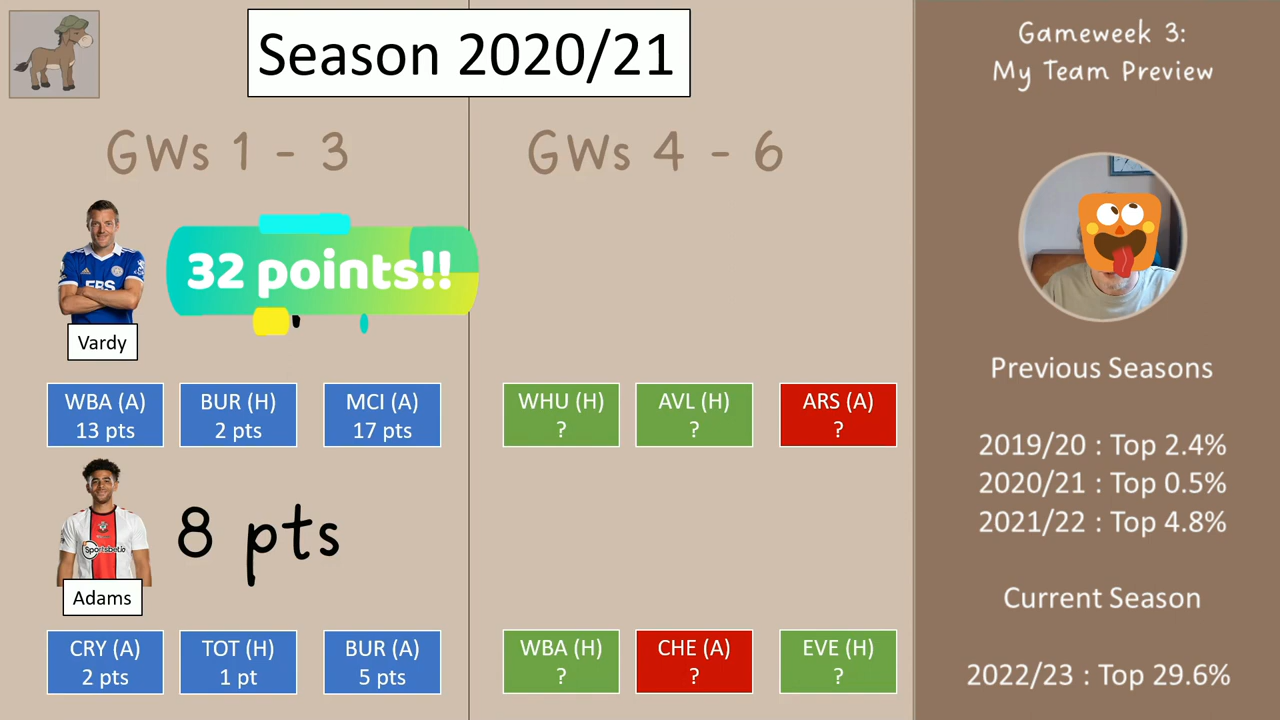 Season 2020/21
GWs 1 - 3
GWs 4 - 6
32 points!!
Vardy
WBA (A)
13 pts
BUR (H)
2 pts
MCI (A)
17 pts
WHU (H)
?
AVL (H)
?
ARS (A)
?
8 pts
Sportsbet.io
Adams
CRY (A)
2 pts
TOT (H)
1 pt
BUR (A)
5 pts
WBA (H)
?
CHE (A)
?
EVE (H)
?
Gameweek 3:
My Team Preview
Previous Seasons
2019/20 : Top 2.4%
2020/21 : Top 0.5%
2021/22 : Top 4.8%
Current Season
2022/23 : Top 29.6%